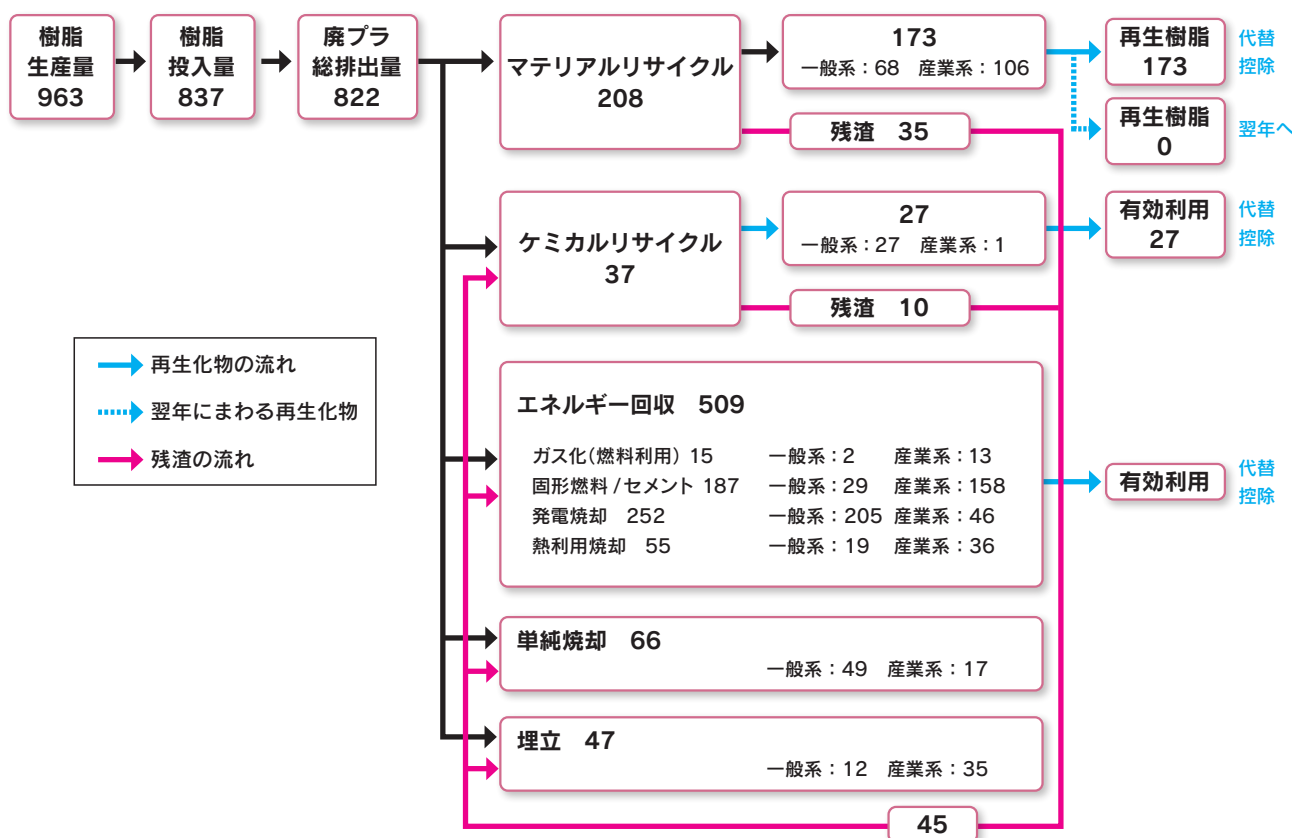 樹脂
生産量
963
樹脂
投入量
837
廃プラ
総排出量
822
マテリアルリサイクル
208
173
一般系：68　産業系：106
再生樹脂
173
代替
控除
再生樹脂
0
翌年へ
残渣　35
ケミカルリサイクル
37
27
一般系：27　産業系：1
有効利用
27
代替
控除
残渣　10
再生化物の流れ
翌年にまわる再生化物
残渣の流れ
エネルギー回収　509
ガス化（燃料利用） 15　一般系：2　産業系：13
固形燃料 /セメント 187　一般系：29　産業系：158
発電焼却　252　一般系：205 産業系：46
熱利用焼却　55　一般系：19　産業系：36
有効利用
代替
控除
単純焼却　66
一般系：49　産業系：17
埋立　47
一般系：12　産業系：35
45